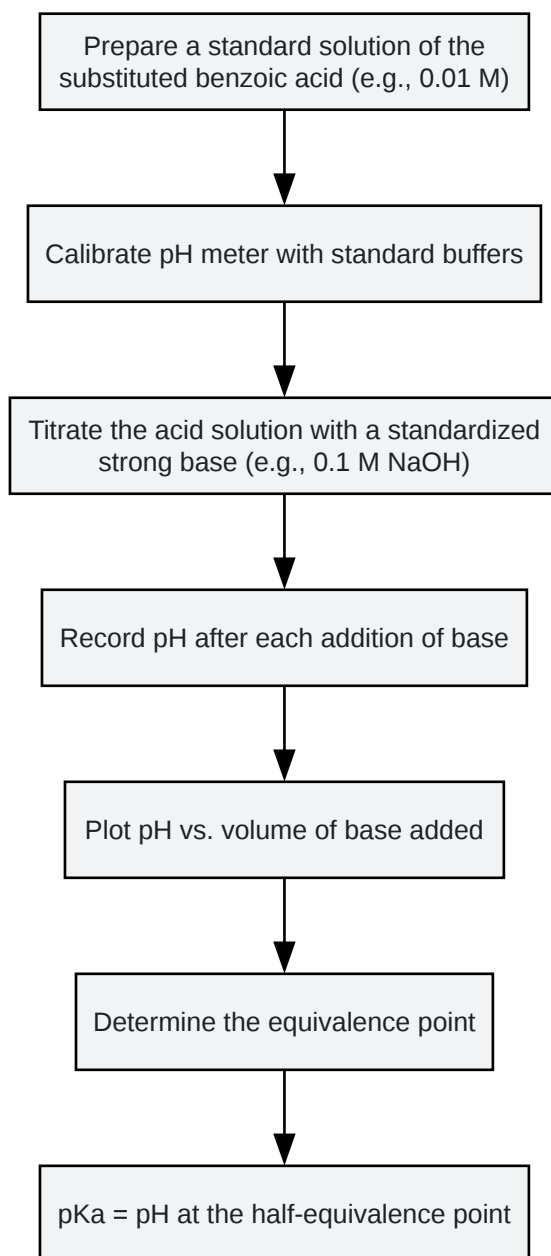 Prepare a standard solution of the
substituted benzoic acid (e.g., 0.01 M)
Calibrate pH meter with standard buffers
Titrate the acid solution with a standardized
strong base (e.g., 0.1 M NaOH)
Record pH after each addition of base
Plot pH vs. volume of base added
Determine the equivalence point
pKa = pH at the half-equivalence point